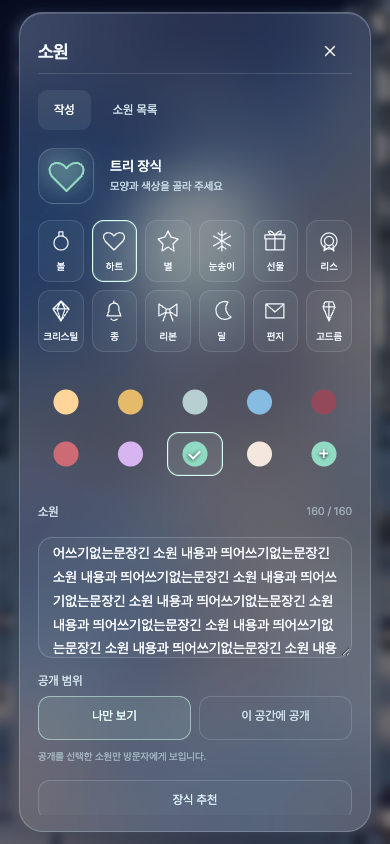 소원
작성
소원 목록
트리 장식
모양과 색상을 골라 주세요
볼
하트
별
눈송이
선물
리스
크리스털
종
리본
달
편지
고드름
소원
160 / 160
어쓰기없는문장긴 소원 내용과 띄어쓰기없는문장긴
소원 내용과 띄어쓰기없는문장긴 소원 내용과 띄어쓰
기없는문장긴 소원 내용과 띄어쓰기없는문장긴 소원
내용과 띄어쓰기없는문장긴 소원 내용과 띄어쓰기없
는문장긴 소원 내용과 띄어쓰기없는문장긴 소원 내용
공개 범위
나만 보기
이 공간에 공개
공개를 선택한 소원만 방문자에게 보입니다.
장식 추천